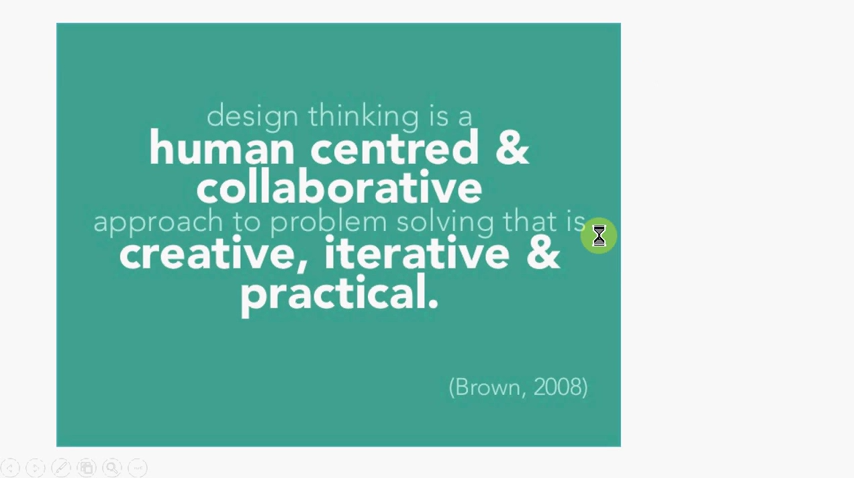 design thinking is a
human centred &
collaborative
approach to problem solving that is
creative, iterative &
practical.
(Brown, 2008)